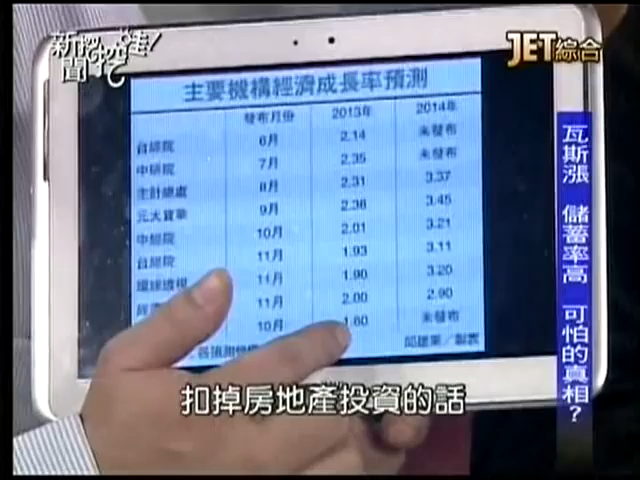 新聞挖挖哇!
JET綜合
主要機構經濟成長率預測
發布月份 2013年 2014年
台經院 6月 2.14 未發布
中研院 7月 2.35 未發布
主計總處 8月 2.31 3.37
元大寶華 9月 2.38 3.45
中經院 10月 2.01 3.21
台經院 11月 1.93 3.11
環球透視 11月 1.90 3.20
11月 2.00 2.90
10月 1.60 未發布
製表
瓦斯漲 儲蓄率高 可怕的真相?
扣掉房地產投資的話